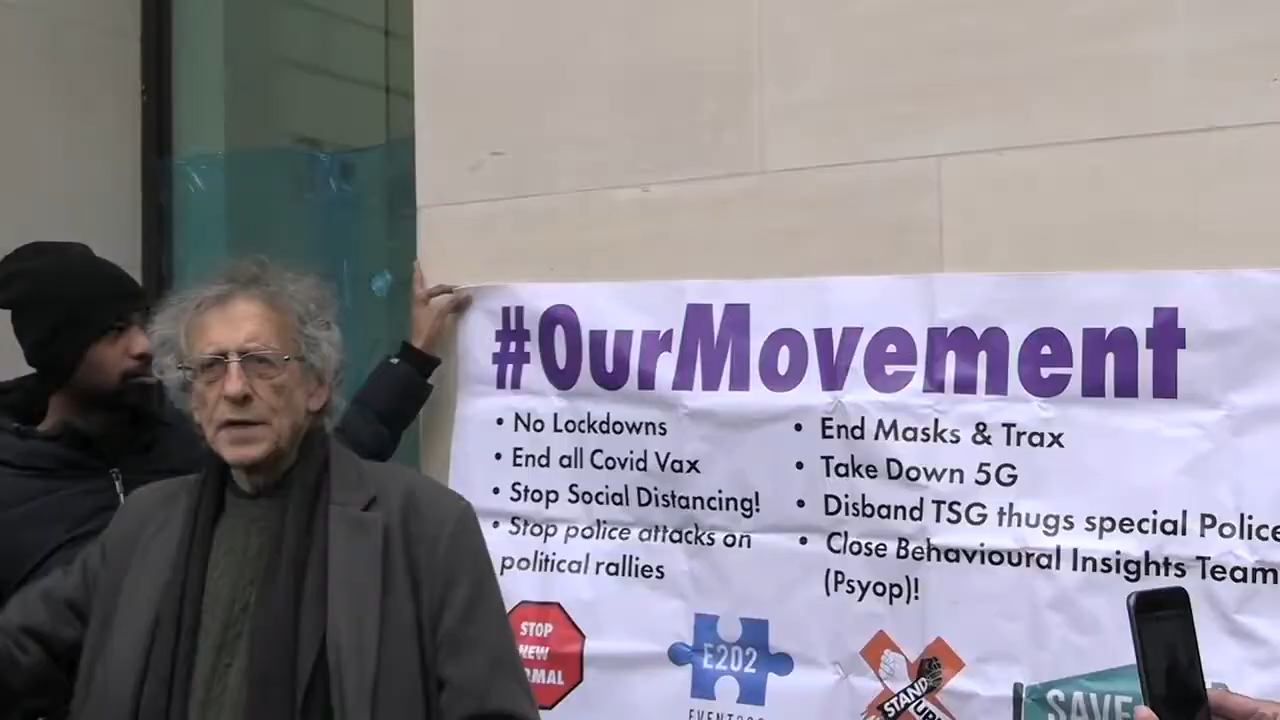 #OurMovement
• No Lockdowns
• End all Covid Vax
• Stop Social Distancing!
• Stop police attacks on
political rallies
• End Masks & Trax
• Take Down 5G
• Disband TSG thugs special Police
• Close Behavioural Insights Team
(Psyop)!
STOP
NEW
E202
STAND
UP
SAVE